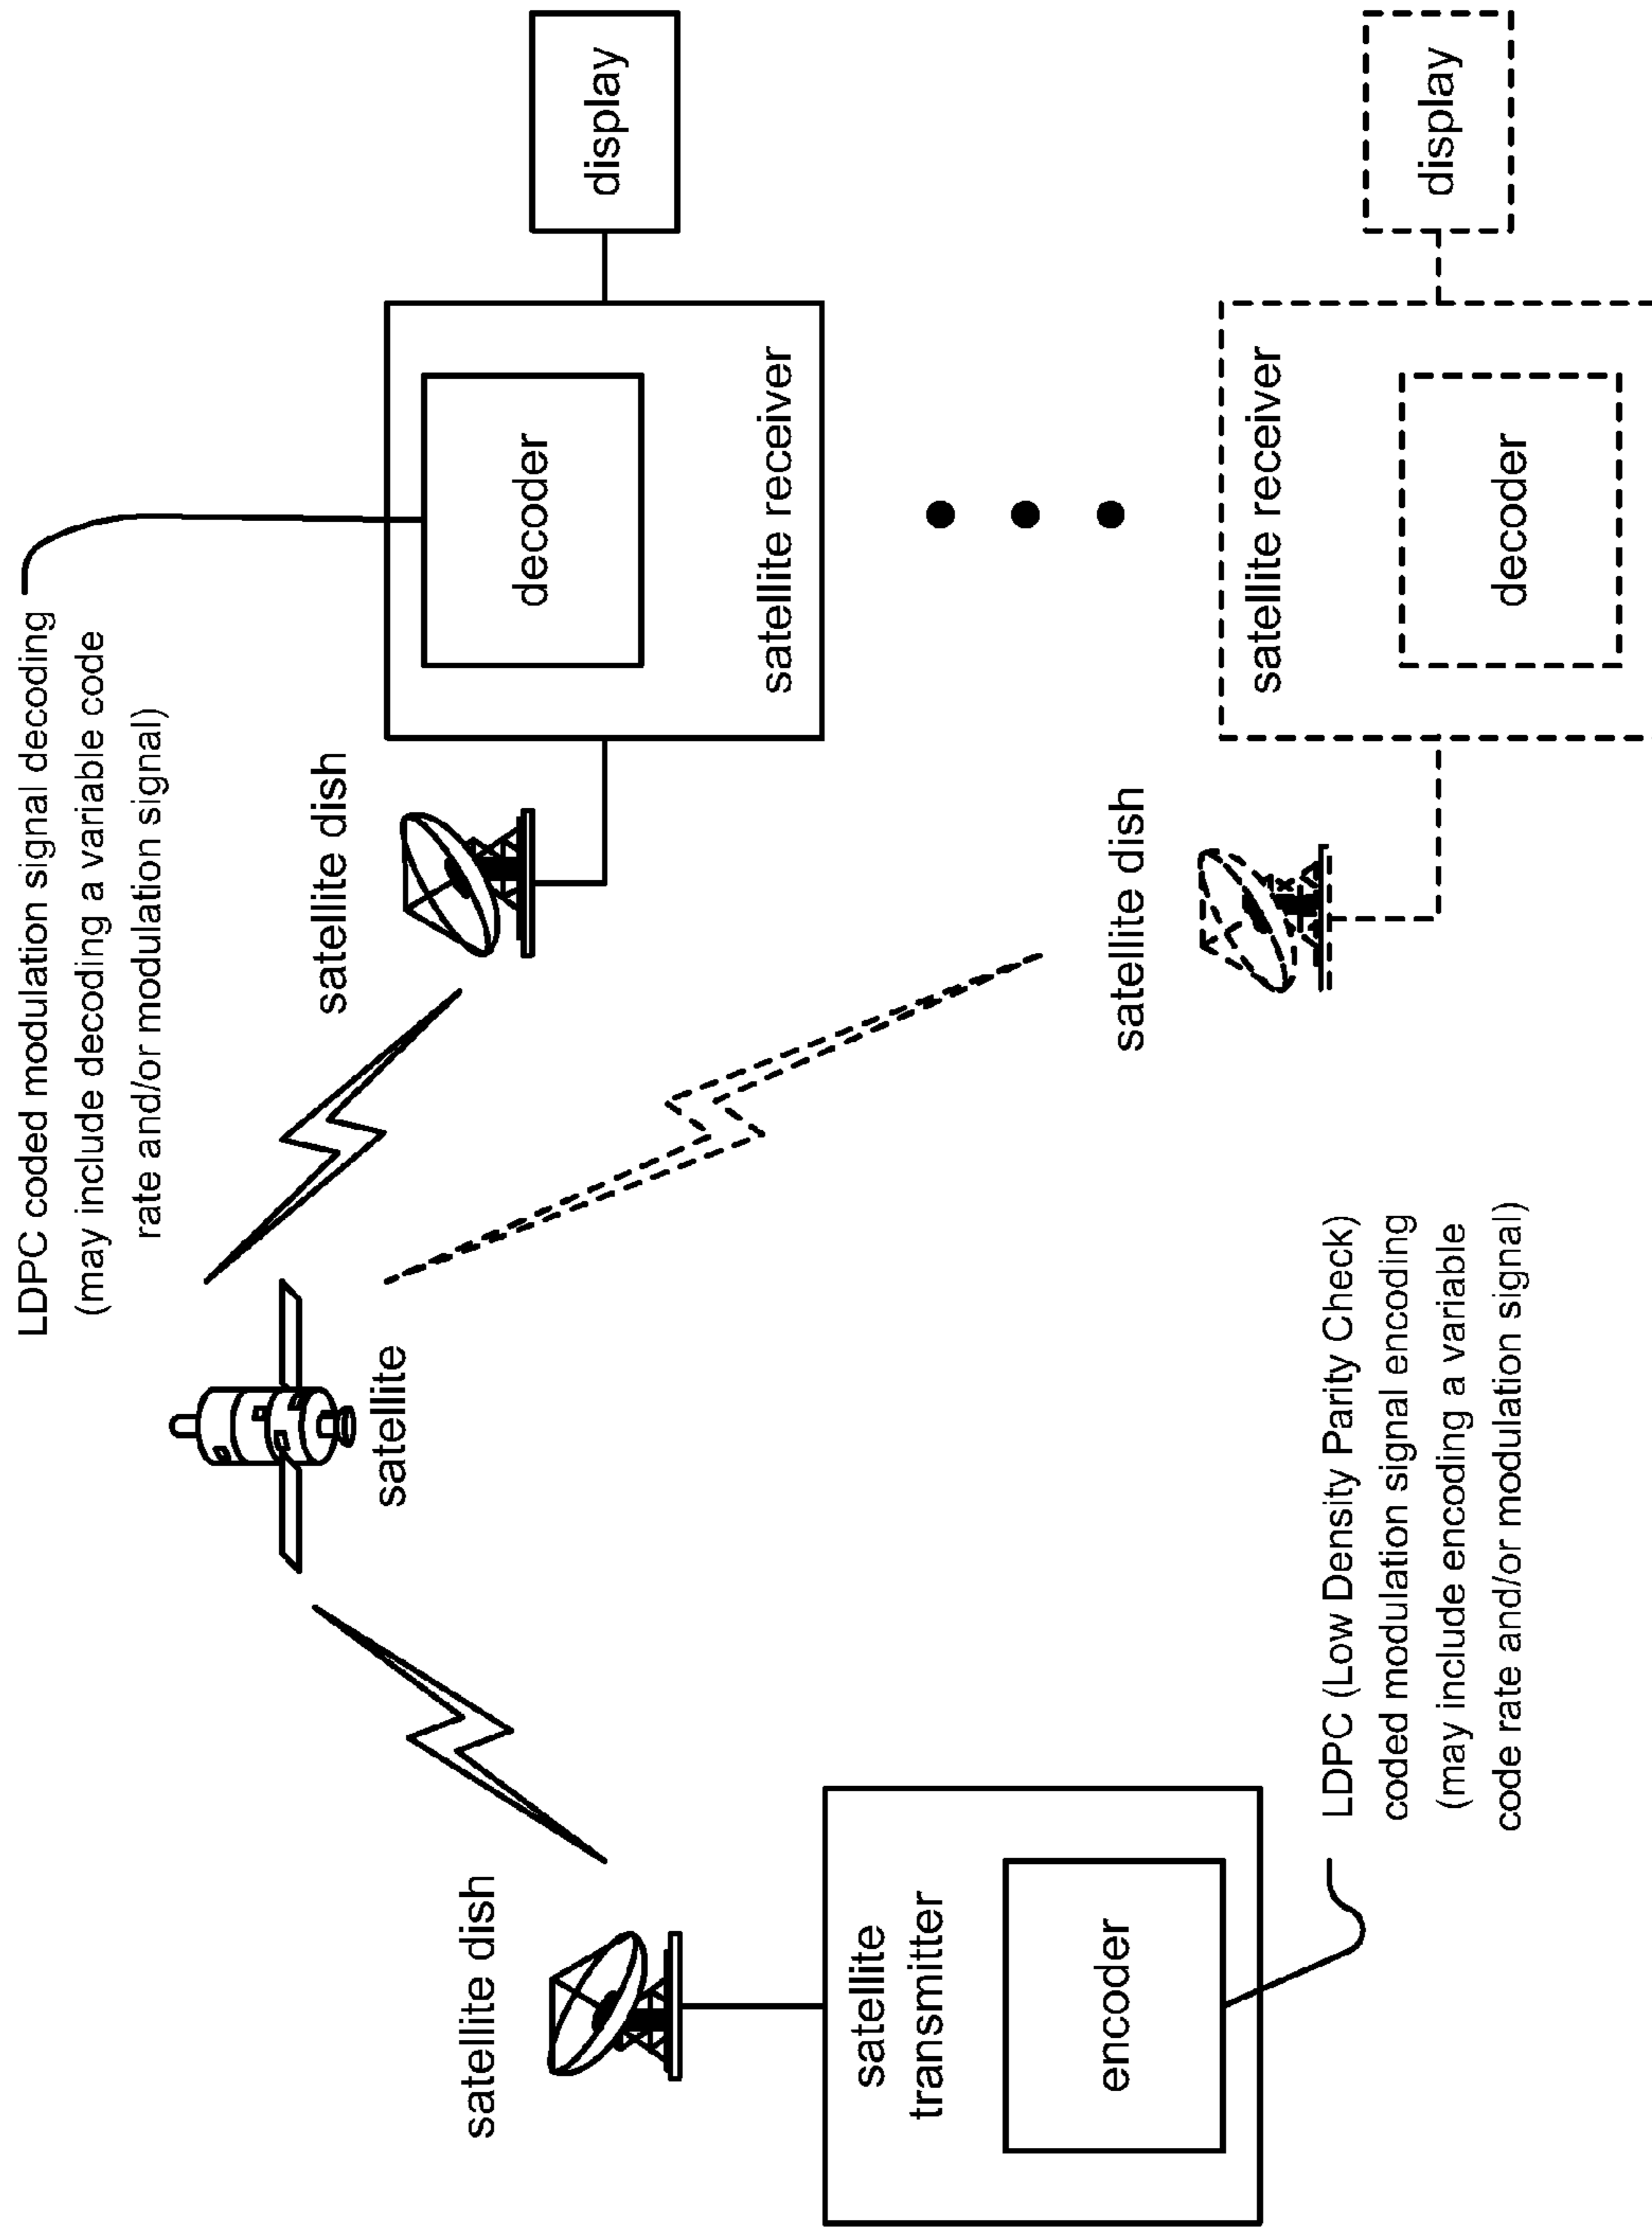 LDPC coded modulation signal decoding
(may include decoding a variable code
rate and/or modulation signal)
satellite
satellite dish
decoder
satellite receiver
display
satellite dish
satellite
transmitter
encoder
satellite dish
satellite receiver
decoder
display
LDPC (Low Density Parity Check)
coded modulation signal encoding
(may include encoding a variable
code rate and/or modulation signal)